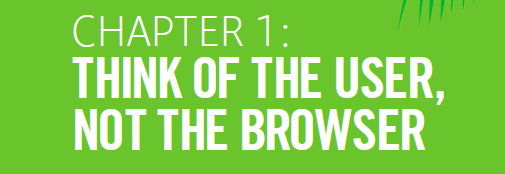 CHAPTER 1:
THINK OF THE USER,
NOT THE BROWSER